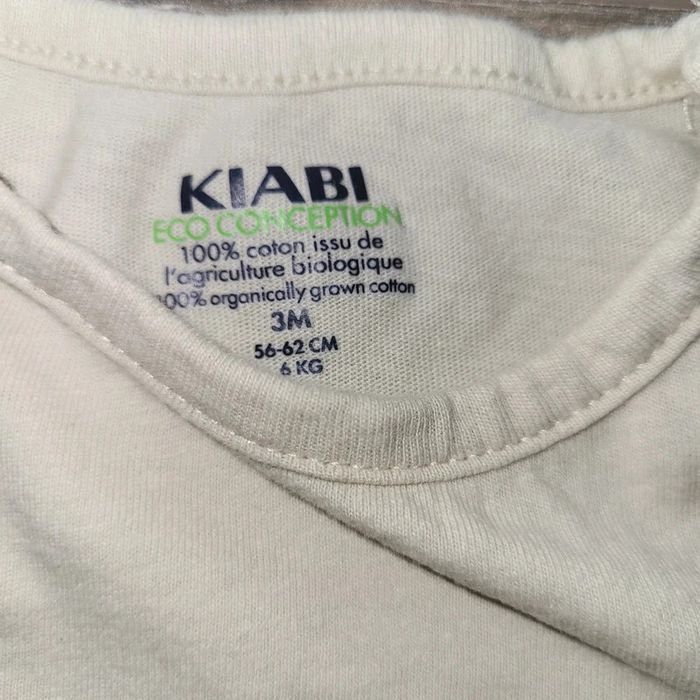 KIABI
ECO CONCEPTION
100% coton issu de
l'agriculture biologique
100% organically grown cotton
3M
56-62 CM
6 KG